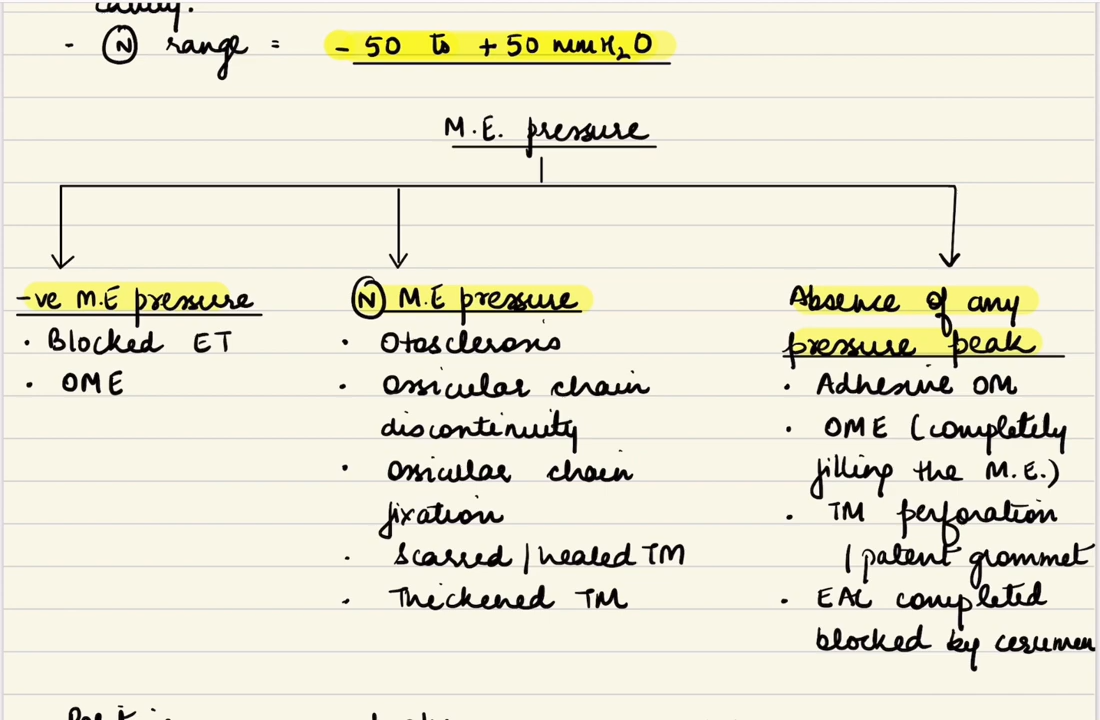 cavity.
- Ⓝ range = - 50 to + 50 mmH₂O
M.E. pressure
-ve M.E pressure
· Blocked ET
· OME
Ⓝ M.E pressure
· Otosclerosis
· Ossicular chain
discontinuity
· Ossicular chain
fixation
· Scarred / healed TM
· Thickened TM
Absence of any
pressure peak
· Adhesive OM
· OME (completely
filling the M.E.)
· TM perforation
/ patent grommet
· EAC completed
blocked by cerumen